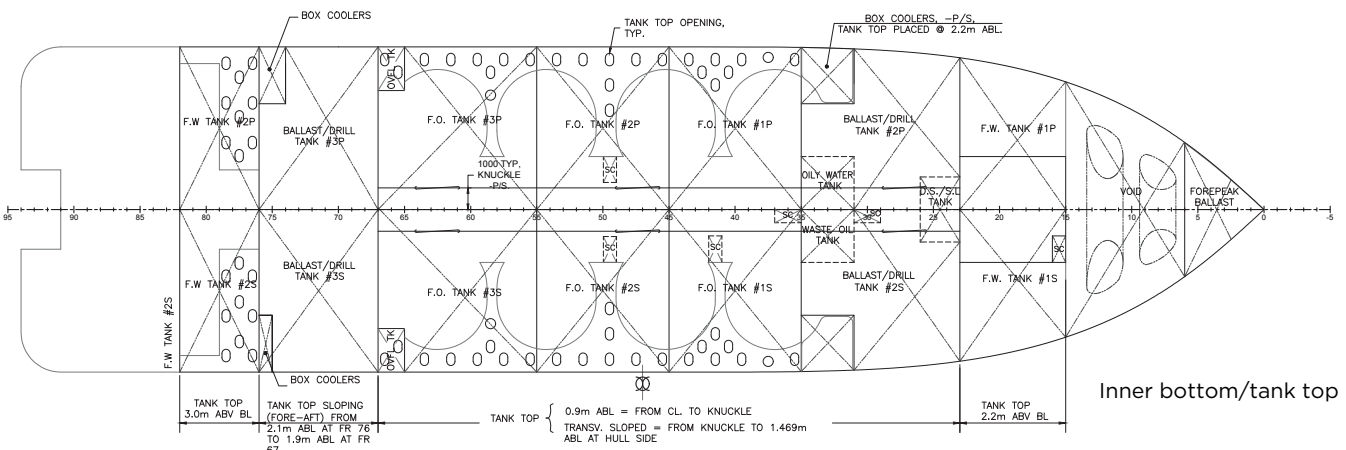 BOX COOLERS
TANK TOP OPENING,
TYP.
BOX COOLERS, -P/S,
TANK TOP PLACED @ 2.2m ABL.
OVFL TK
F.W TANK #2P
BALLAST/DRILL
TANK #3P
F.O. TANK #3P
F.O. TANK #2P
F.O. TANK #1P
BALLAST/DRILL
TANK #2P
F.W. TANK #1P
1000 TYP.
KNUCKLE
-P/S.
SC
OILY WATER
TANK
D.S./S.L
TANK
VOID
FOREPEAK
BALLAST
95
90
85
80
75
70
65
60
55
50
45
40
35
30
25
20
15
10
5
0
-5
SC
SC
WASTE OIL
TANK
SC
SC
SC
BALLAST/DRILL
TANK #3S
F.W TANK #2S
F.O. TANK #3S
F.O. TANK #2S
F.O. TANK #1S
BALLAST/DRILL
TANK #2S
F.W. TANK #1S
F.W TANK #2S
OVFL TK
BOX COOLERS
Inner bottom/tank top
TANK TOP
3.0m ABV BL
TANK TOP SLOPING
(FORE-AFT) FROM
2.1m ABL AT FR 76
TO 1.9m ABL AT FR
67
TANK TOP
0.9m ABL = FROM CL. TO KNUCKLE
TRANSV. SLOPED = FROM KNUCKLE TO 1.469m
ABL AT HULL SIDE
TANK TOP
2.2m ABV BL